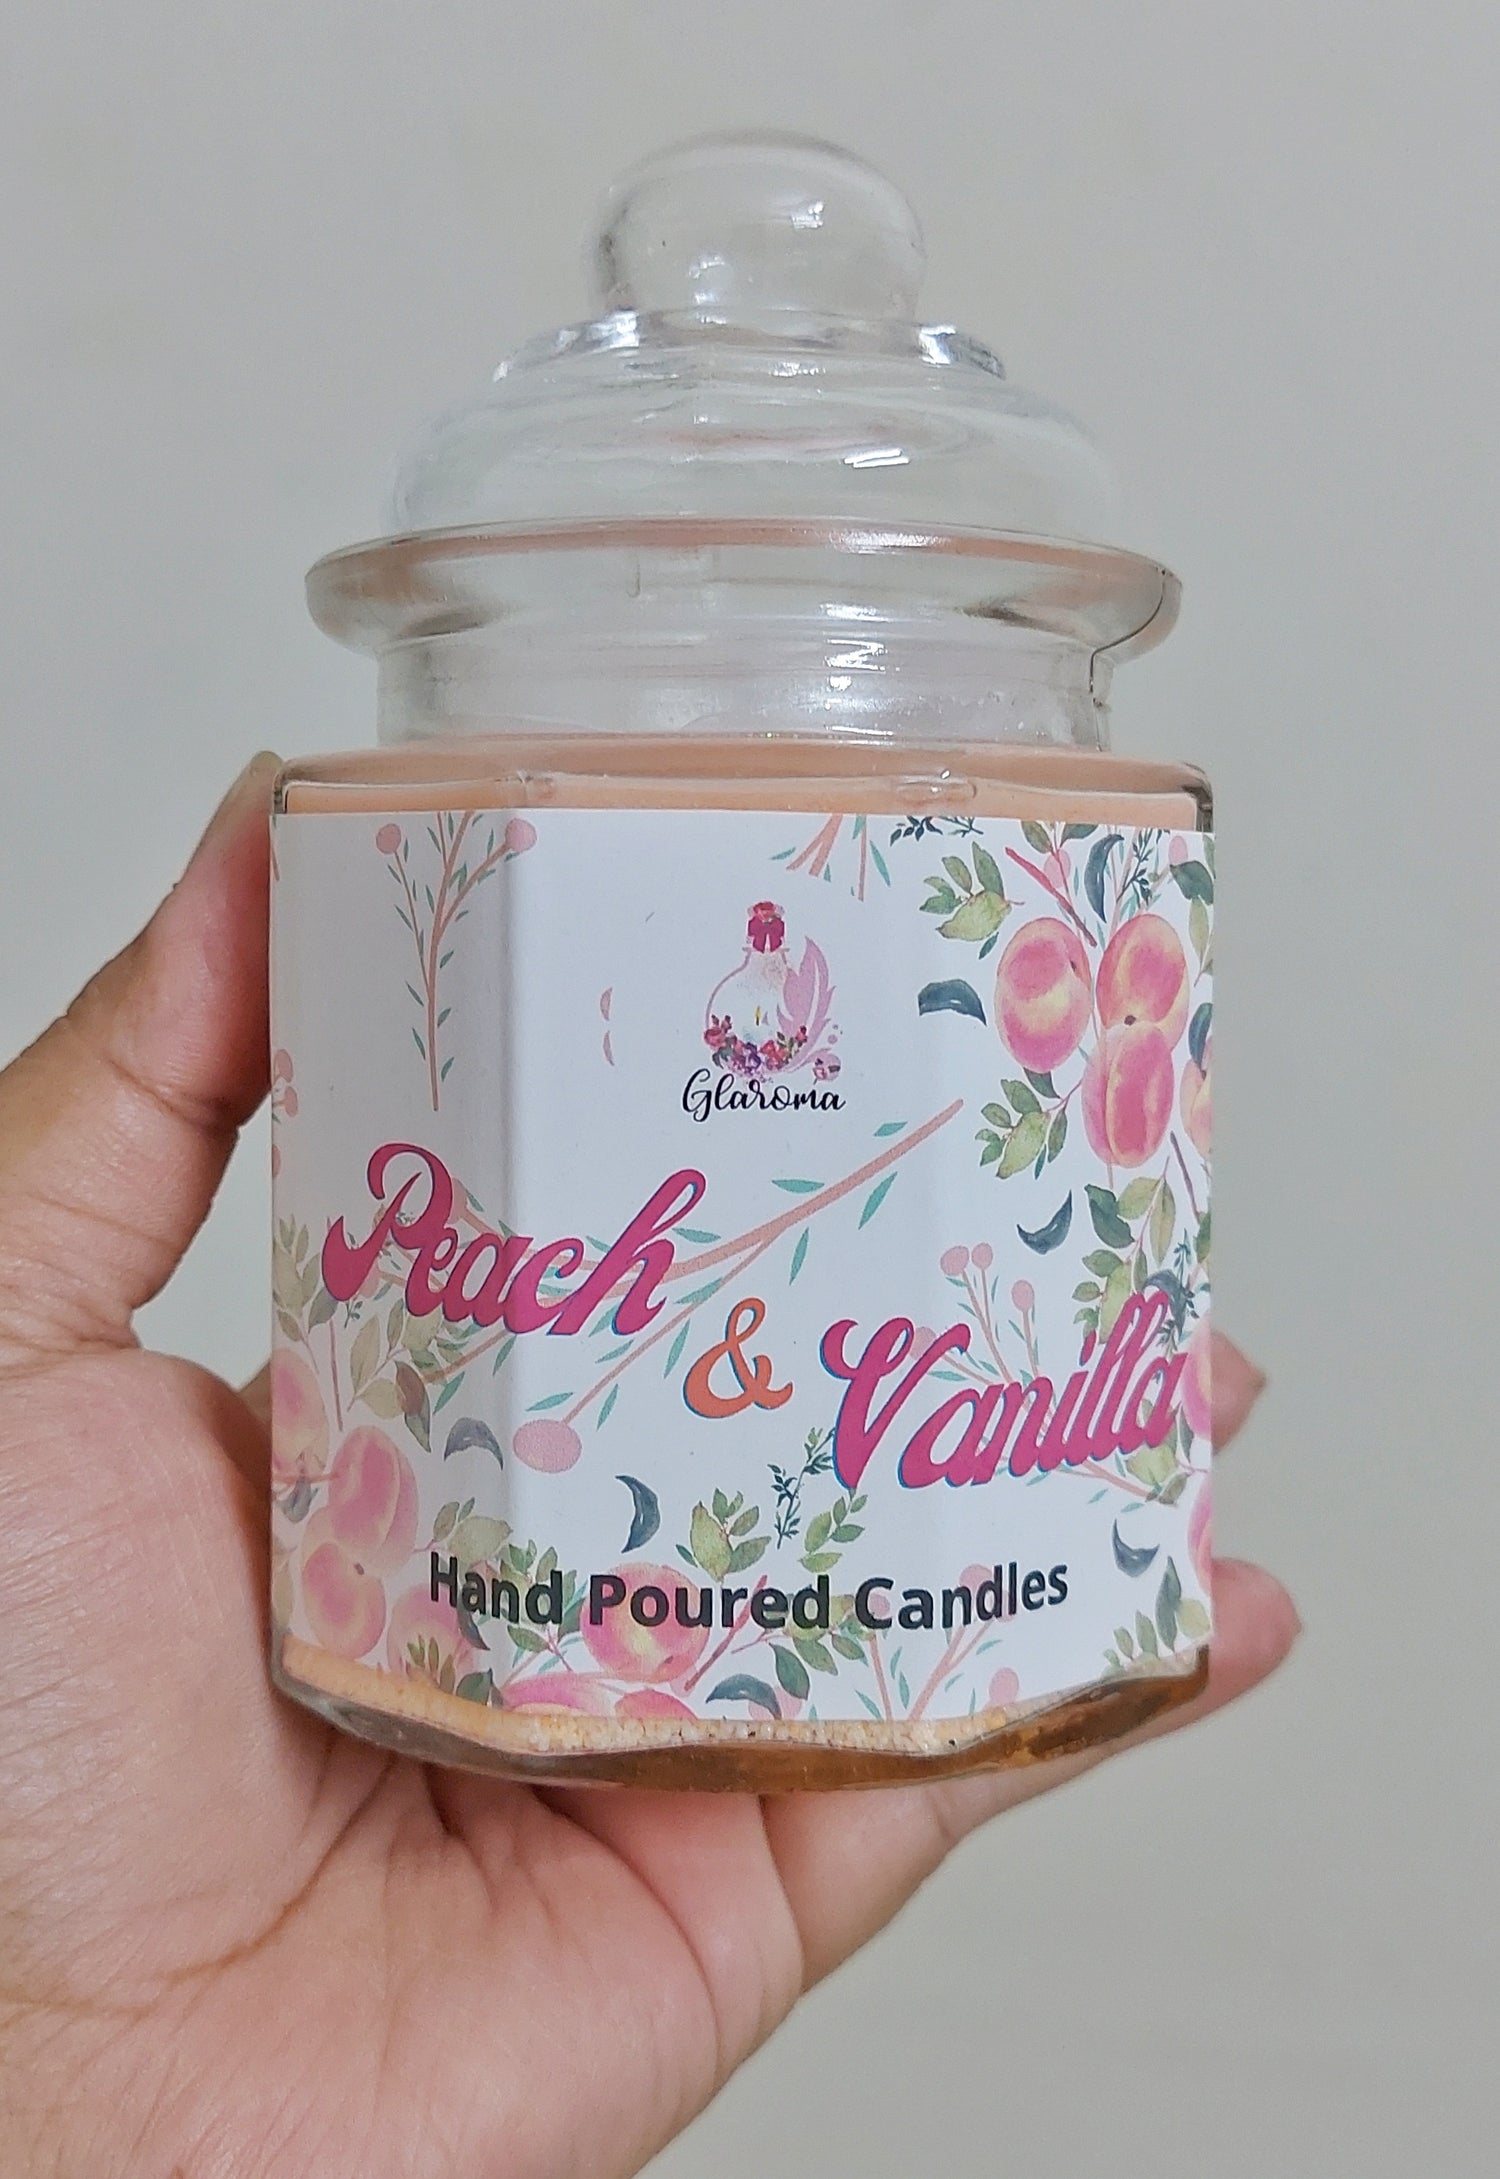 Glaroma
Peach
& Vanilla
Hand Poured Candles